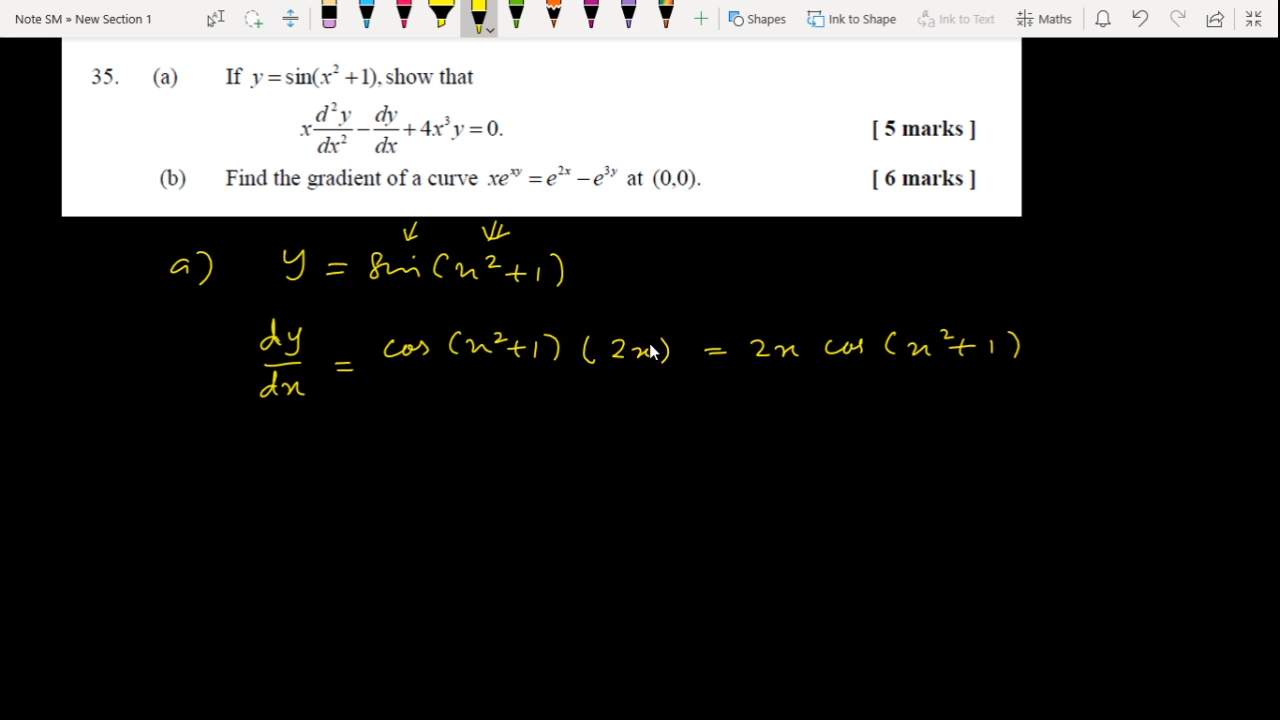 Note SM » New Section 1 Shapes Ink to Shape Ink to Text Maths
35. (a) If y = sin(x² +1), show that
x d²y/dx² − dy/dx + 4x³y = 0. [ 5 marks ]
(b) Find the gradient of a curve xe^{xy} = e^{2x} − e^{3y} at (0,0). [ 6 marks ]
a) y = sin(x²+1)
dy/dx = cos(x²+1)(2x) = 2x cos(x²+1)